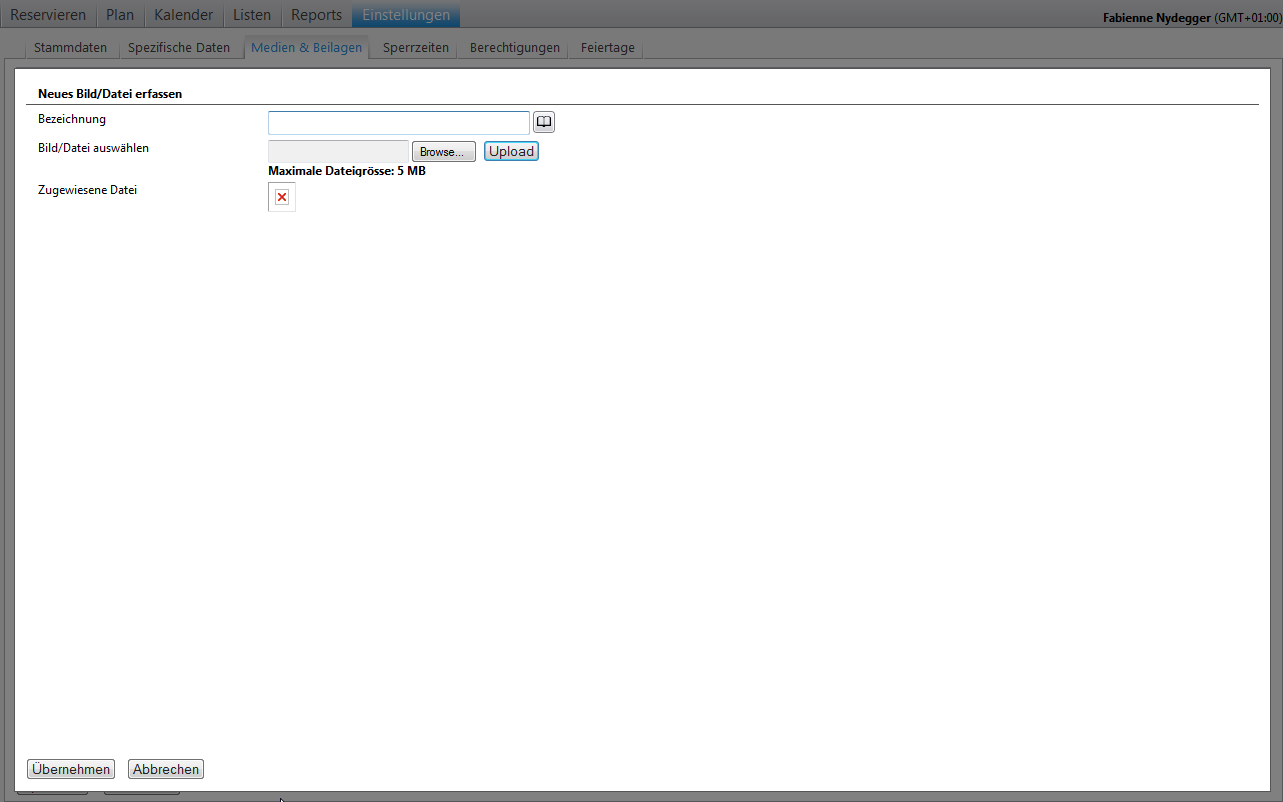 Reservieren Plan Kalender Listen Reports Einstellungen Fabienne Nydegger (GMT+01:00)
Stammdaten Spezifische Daten Medien & Beilagen Sperrzeiten Berechtigungen Feiertage
Neues Bild/Datei erfassen
Bezeichnung
Bild/Datei auswählen Browse... Upload
Maximale Dateigrösse: 5 MB
Zugewiesene Datei
Übernehmen Abbrechen